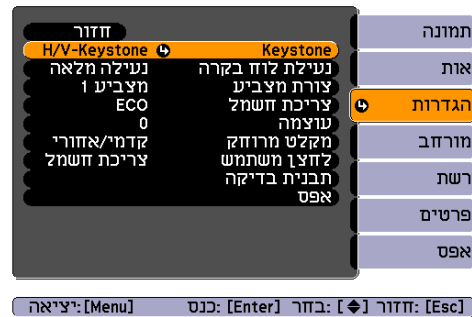 תמונה
אות
הגדרות
מורחב
רשת
פרטים
אפס
חזור
Keystone H/V-Keystone
נעילת לוח בקרה נעילה מלאה
צורת מצביע מצביע 1
צריכת חשמל ECO
עוצמה 0
מקלט מרוחק קדמי/אחורי
לחצן משתמש צריכת חשמל
תבנית בדיקה
אפס
[Esc] :חזור [◆] :בחר [Enter] :כנס [Menu] :יציאה